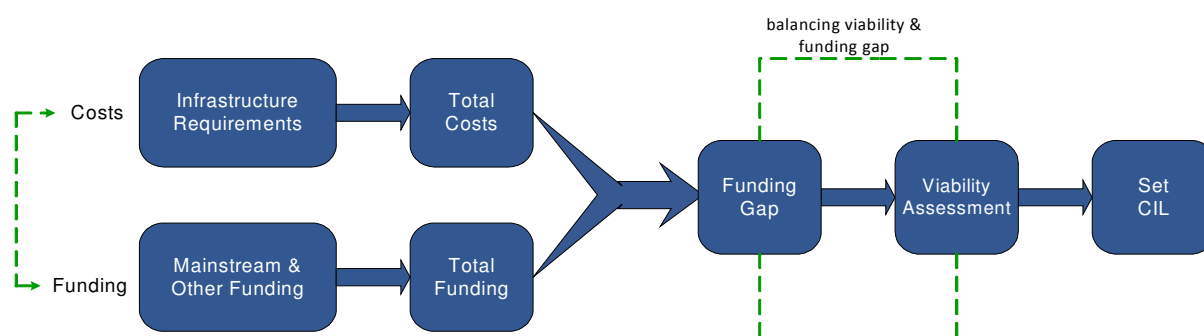 balancing viability &
funding gap
Costs
Infrastructure
Requirements
Total
Costs
Funding
Gap
Viability
Assessment
Set
CIL
Funding
Mainstream &
Other Funding
Total
Funding